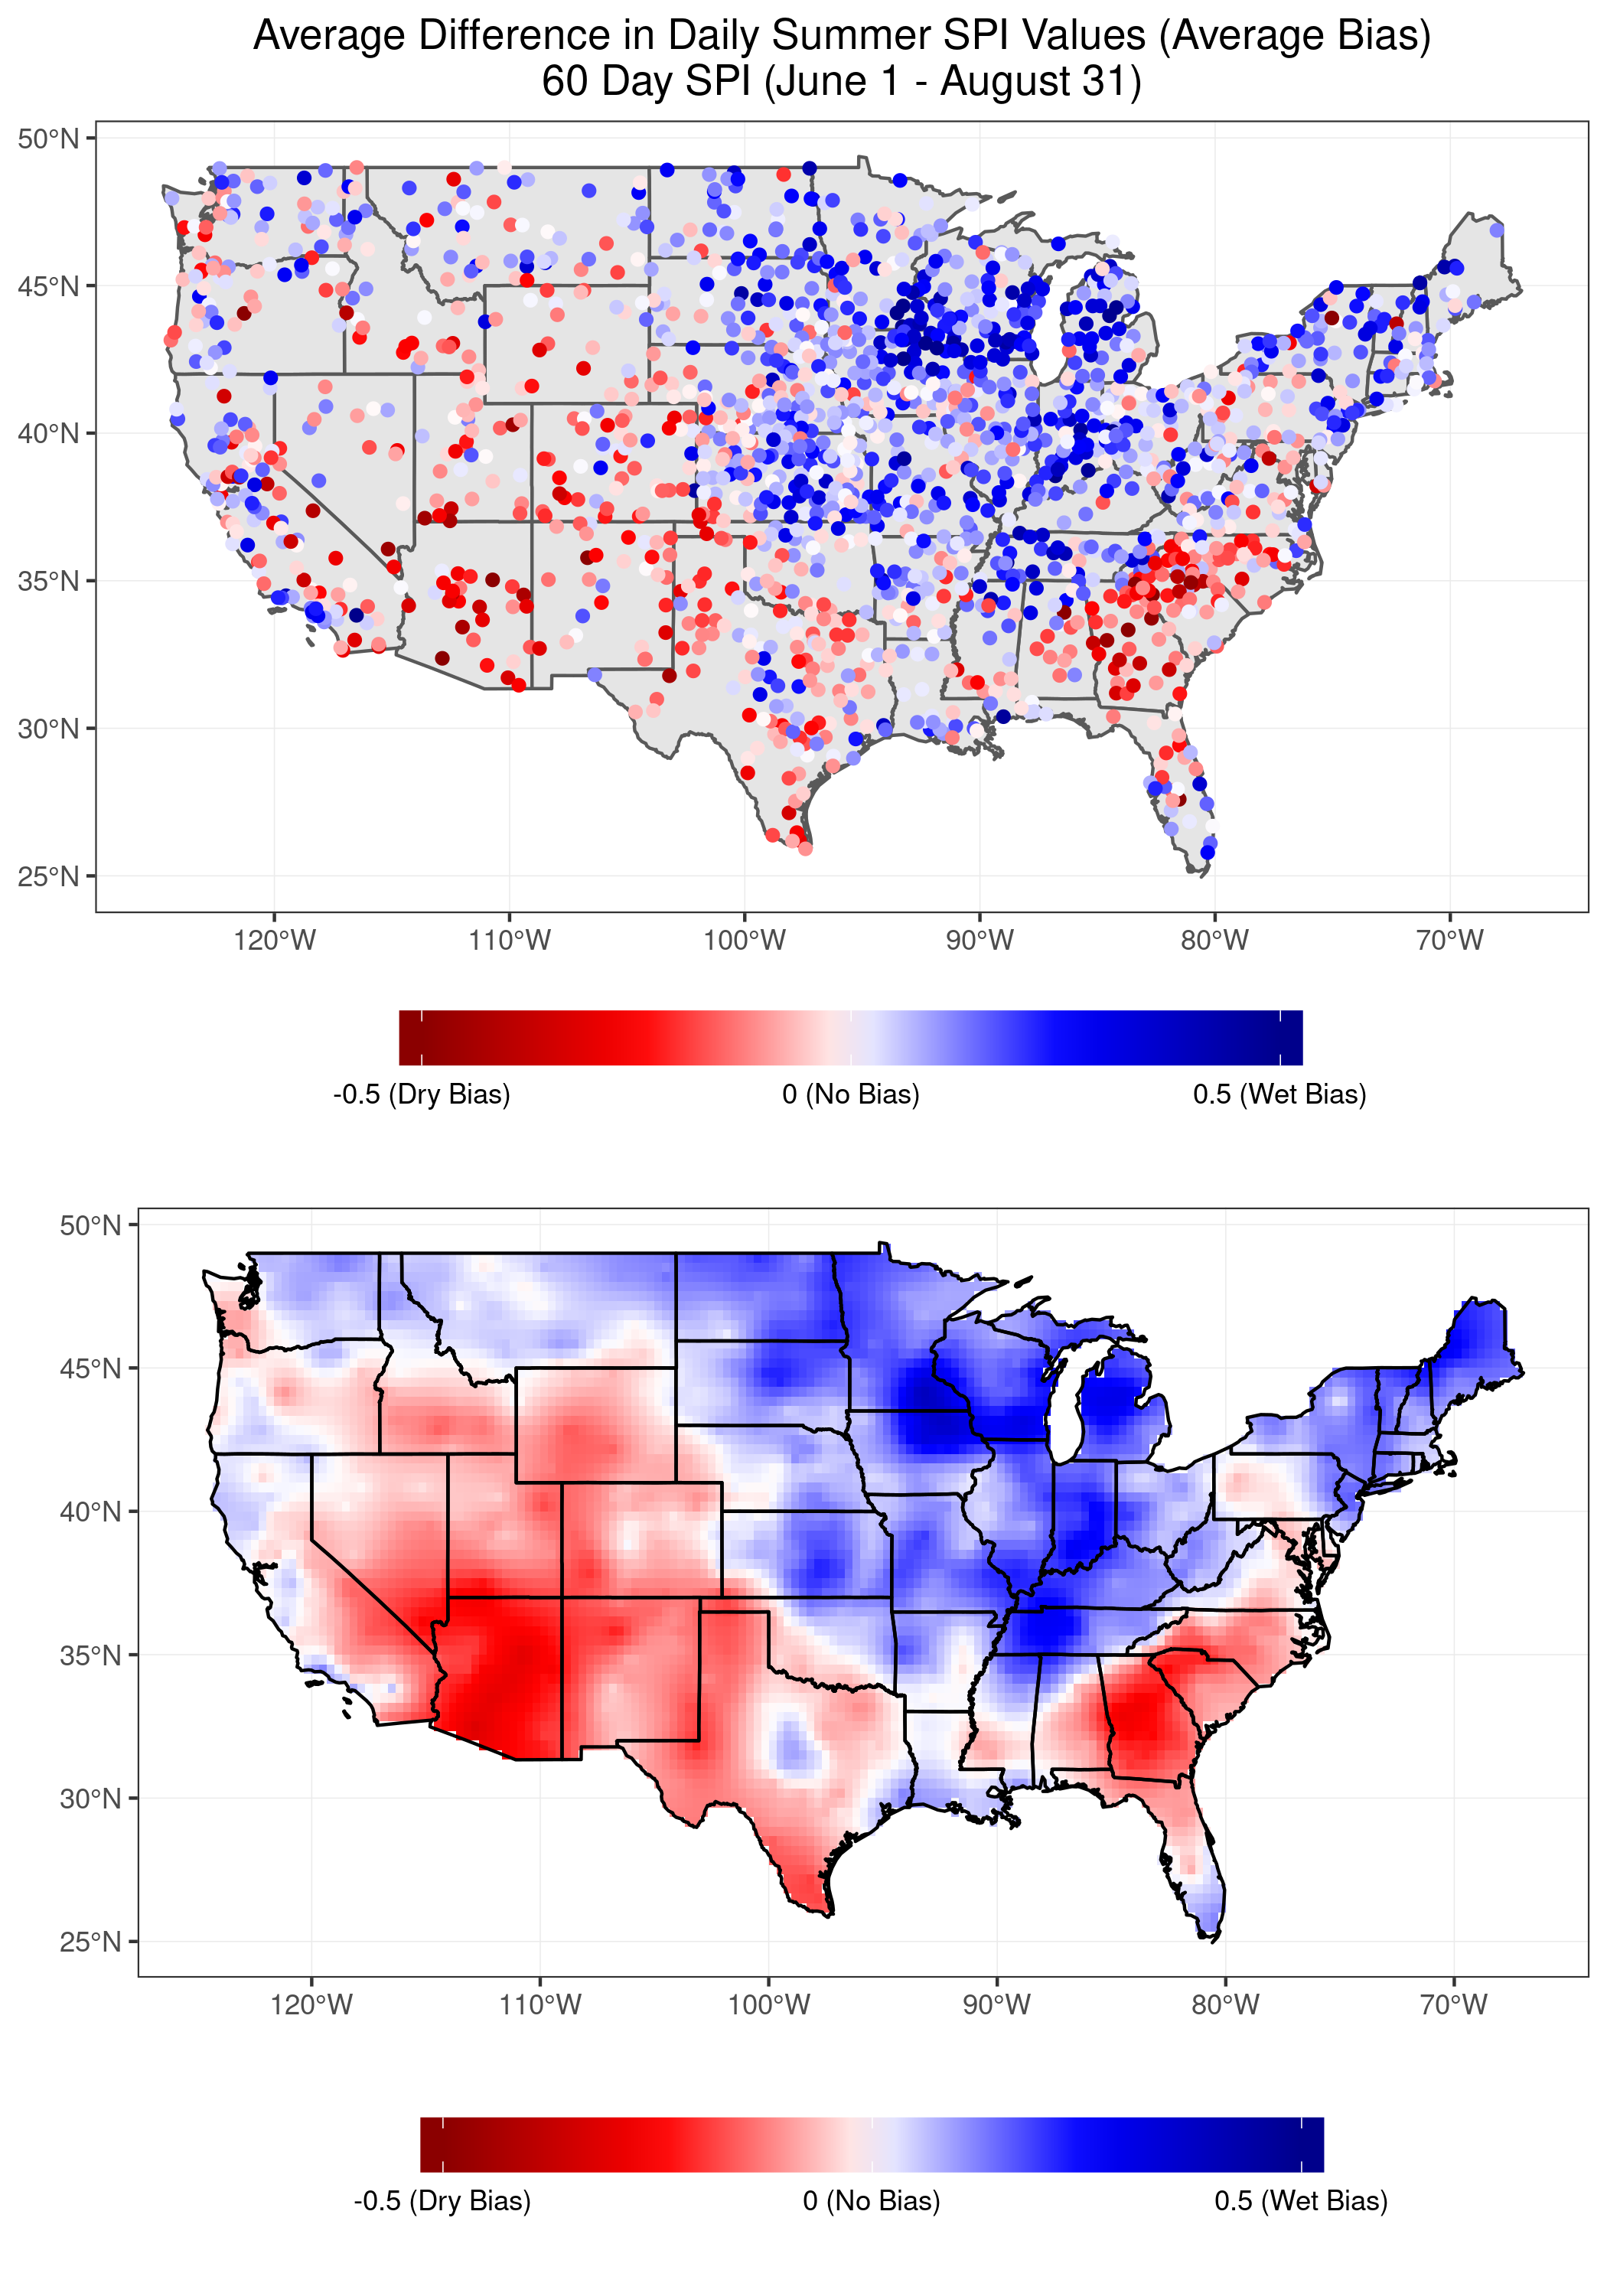 Average Difference in Daily Summer SPI Values (Average Bias)
60 Day SPI (June 1 - August 31)
50°N
45°N
40°N
35°N
30°N
25°N
120°W 110°W 100°W 90°W 80°W 70°W
-0.5 (Dry Bias) 0 (No Bias) 0.5 (Wet Bias)
50°N
45°N
40°N
35°N
30°N
25°N
120°W 110°W 100°W 90°W 80°W 70°W
-0.5 (Dry Bias) 0 (No Bias) 0.5 (Wet Bias)